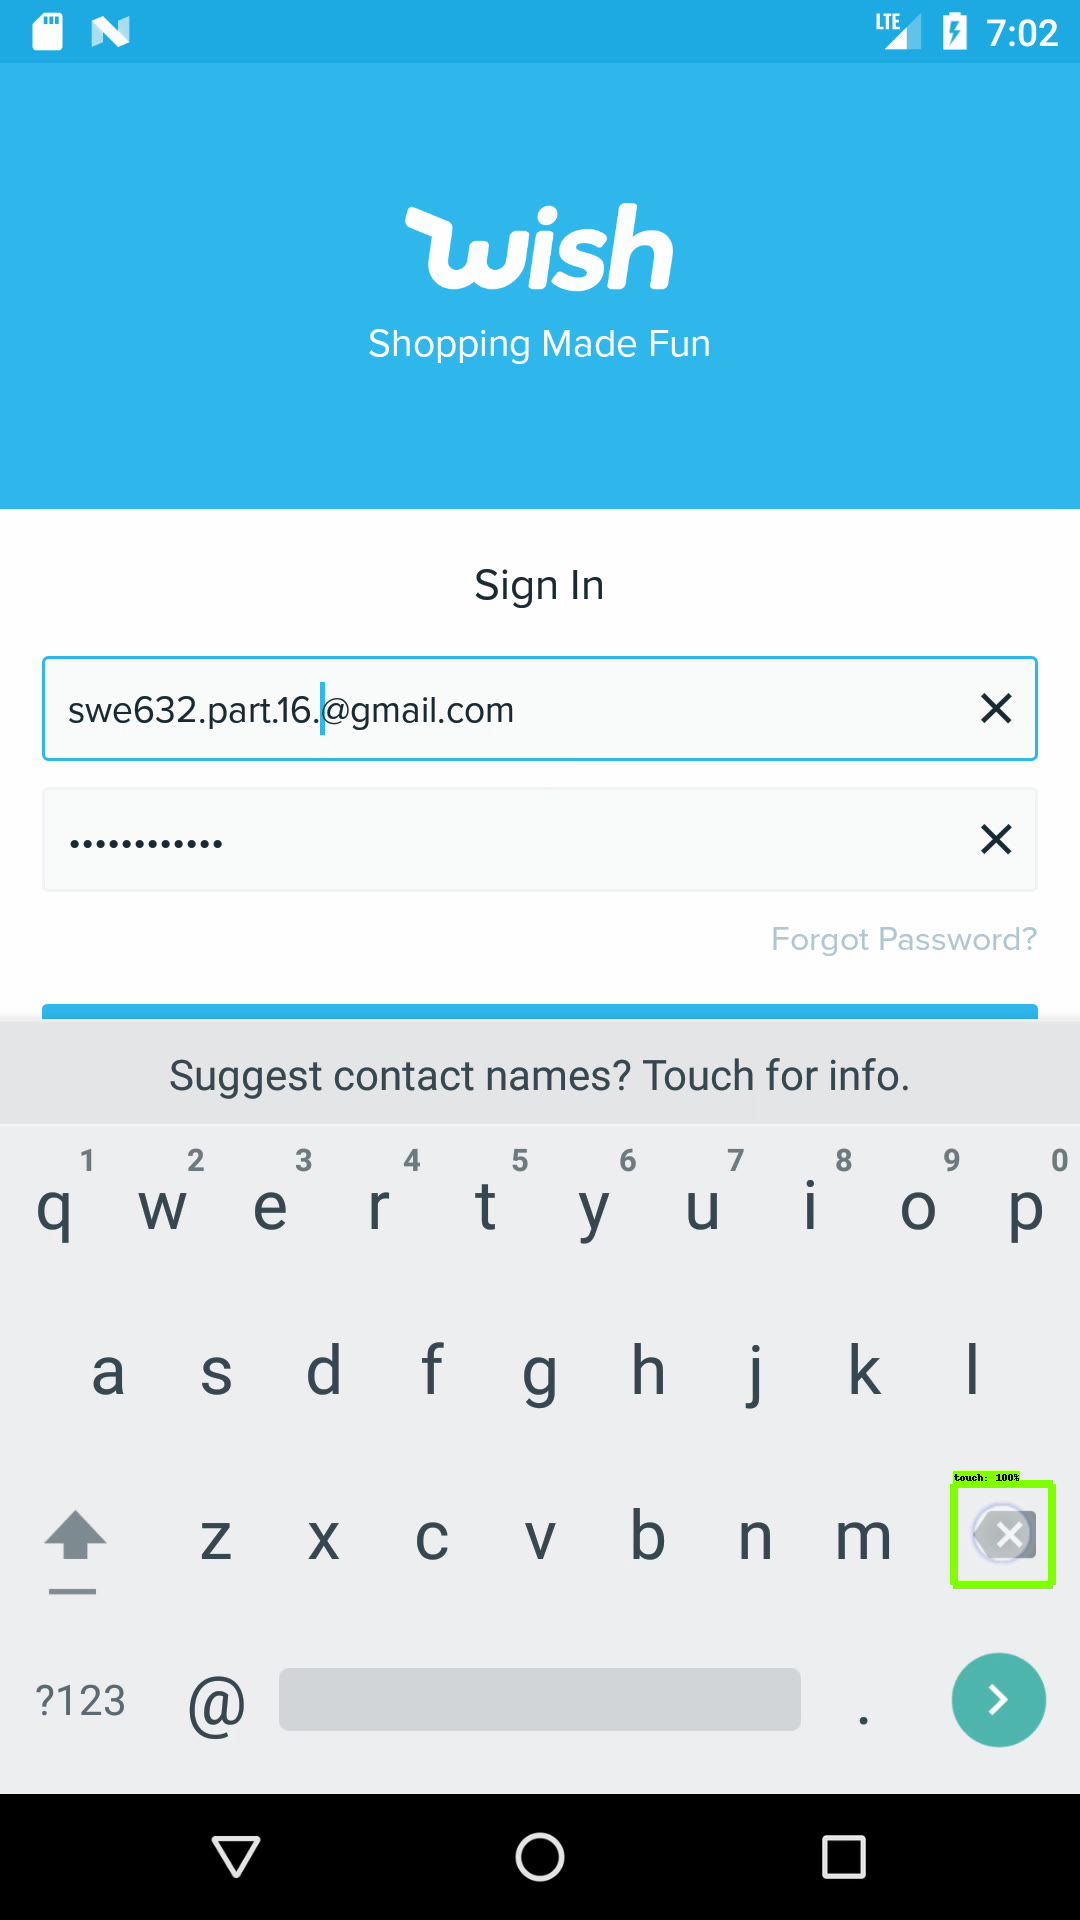 LTE 7:02
wish
Shopping Made Fun
Sign In
swe632.part.16.@gmail.com
••••••••••••
Forgot Password?
Suggest contact names? Touch for info.
1 2 3 4 5 6 7 8 9 0
q w e r t y u i o p
a s d f g h j k l
touch: 100%
z x c v b n m
?123 @ .